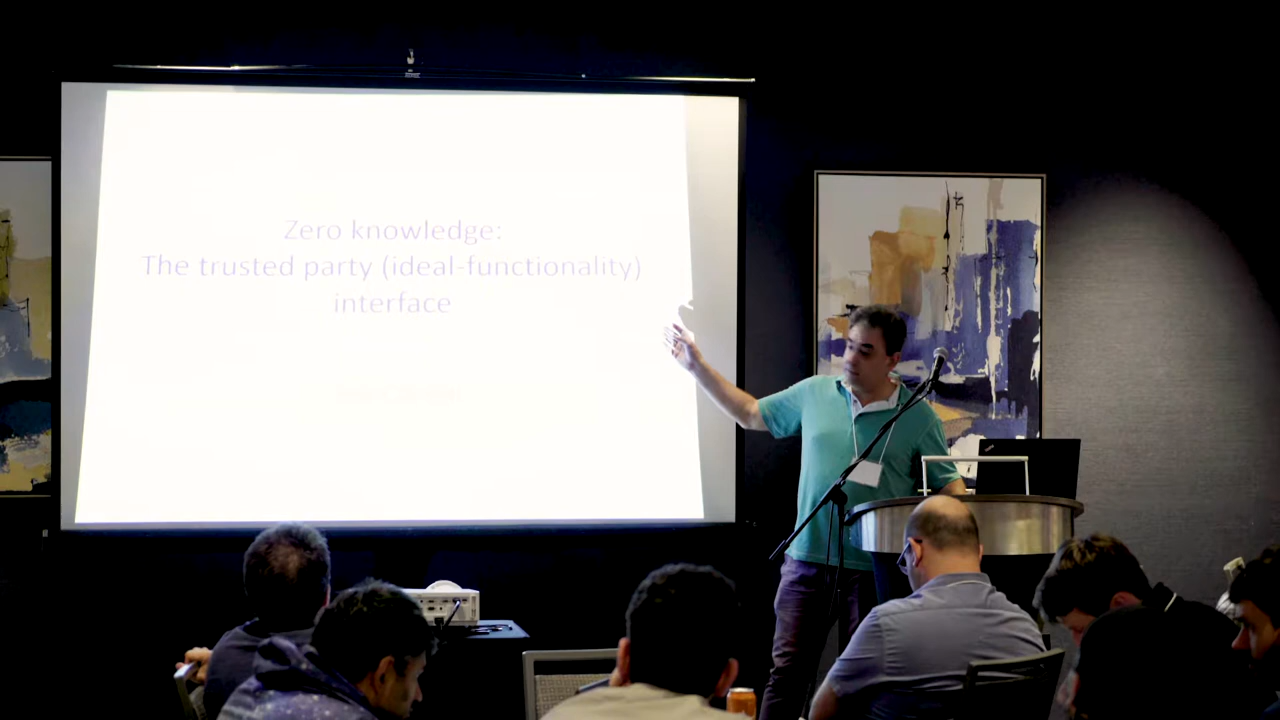 Zero knowledge:
The trusted party (ideal-functionality)
interface